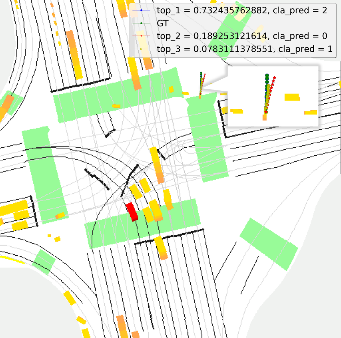 top_1 = 0.732435762882, cla_pred = 2
GT
top_2 = 0.189253121614, cla_pred = 0
top_3 = 0.0783111378551, cla_pred = 1